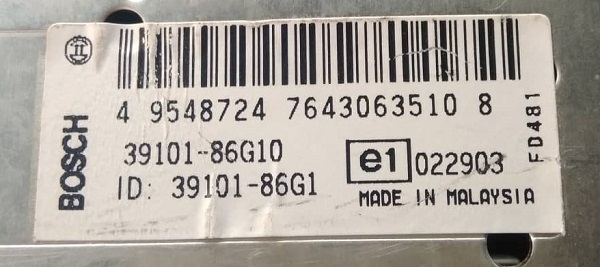 BOSCH
4 9548724 7643063510 8
39101-86G10
ID: 39101-86G1
e1 022903
MADE IN MALAYSIA
FD481